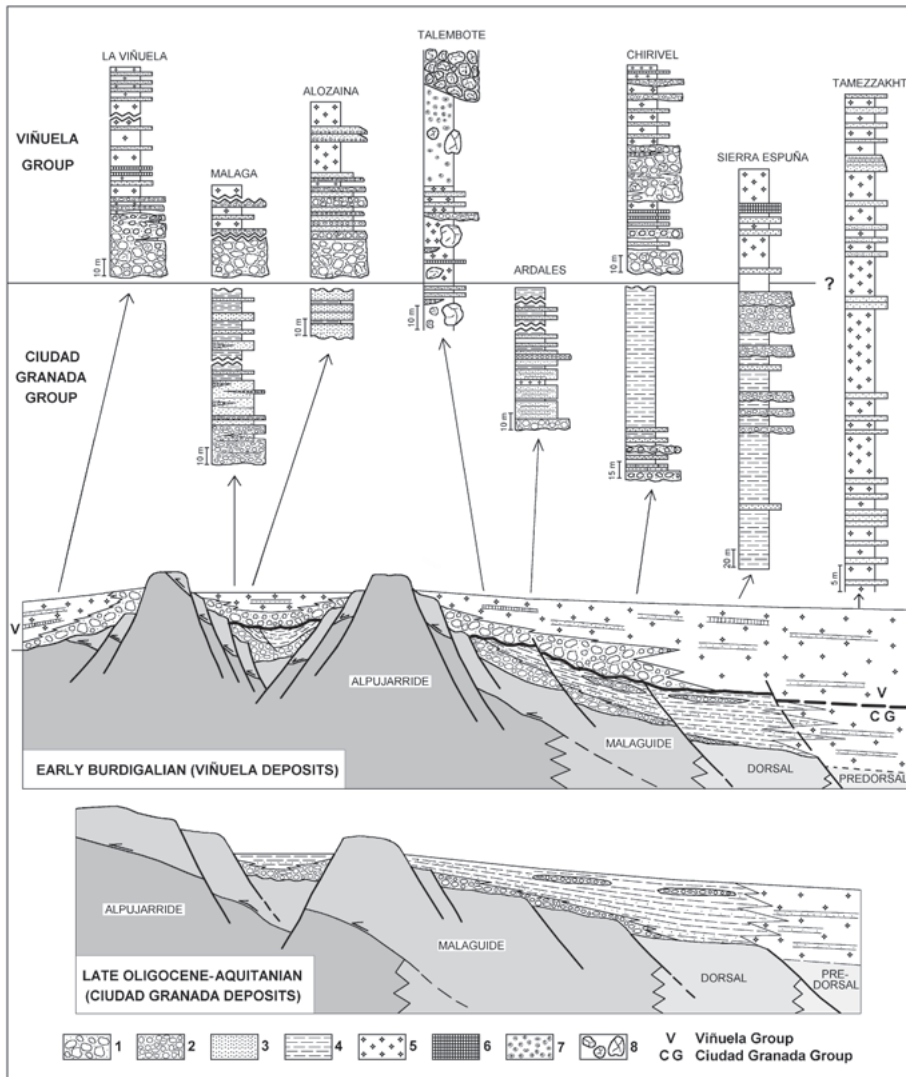 TALEMBOTE
LA VIÑUELA
CHIRIVEL
TAMEZZAKHT
ALOZAINA
VIÑUELA
GROUP
MALAGA
SIERRA ESPUÑA
10 m
10 m
10 m
10 m
ARDALES
?
CIUDAD
GRANADA
GROUP
10 m
10 m
10 m
10 m
15 m
20 m
5 m
V
ALPUJARRIDE
V
C G
MALAGUIDE
EARLY BURDIGALIAN (VIÑUELA DEPOSITS)
DORSAL
PREDORSAL
ALPUJARRIDE
MALAGUIDE
LATE OLIGOCENE-AQUITANIAN
(CIUDAD GRANADA DEPOSITS)
DORSAL
PRE-
DORSAL
1 2 3 4 5 6 7 8
V Viñuela Group
C G Ciudad Granada Group